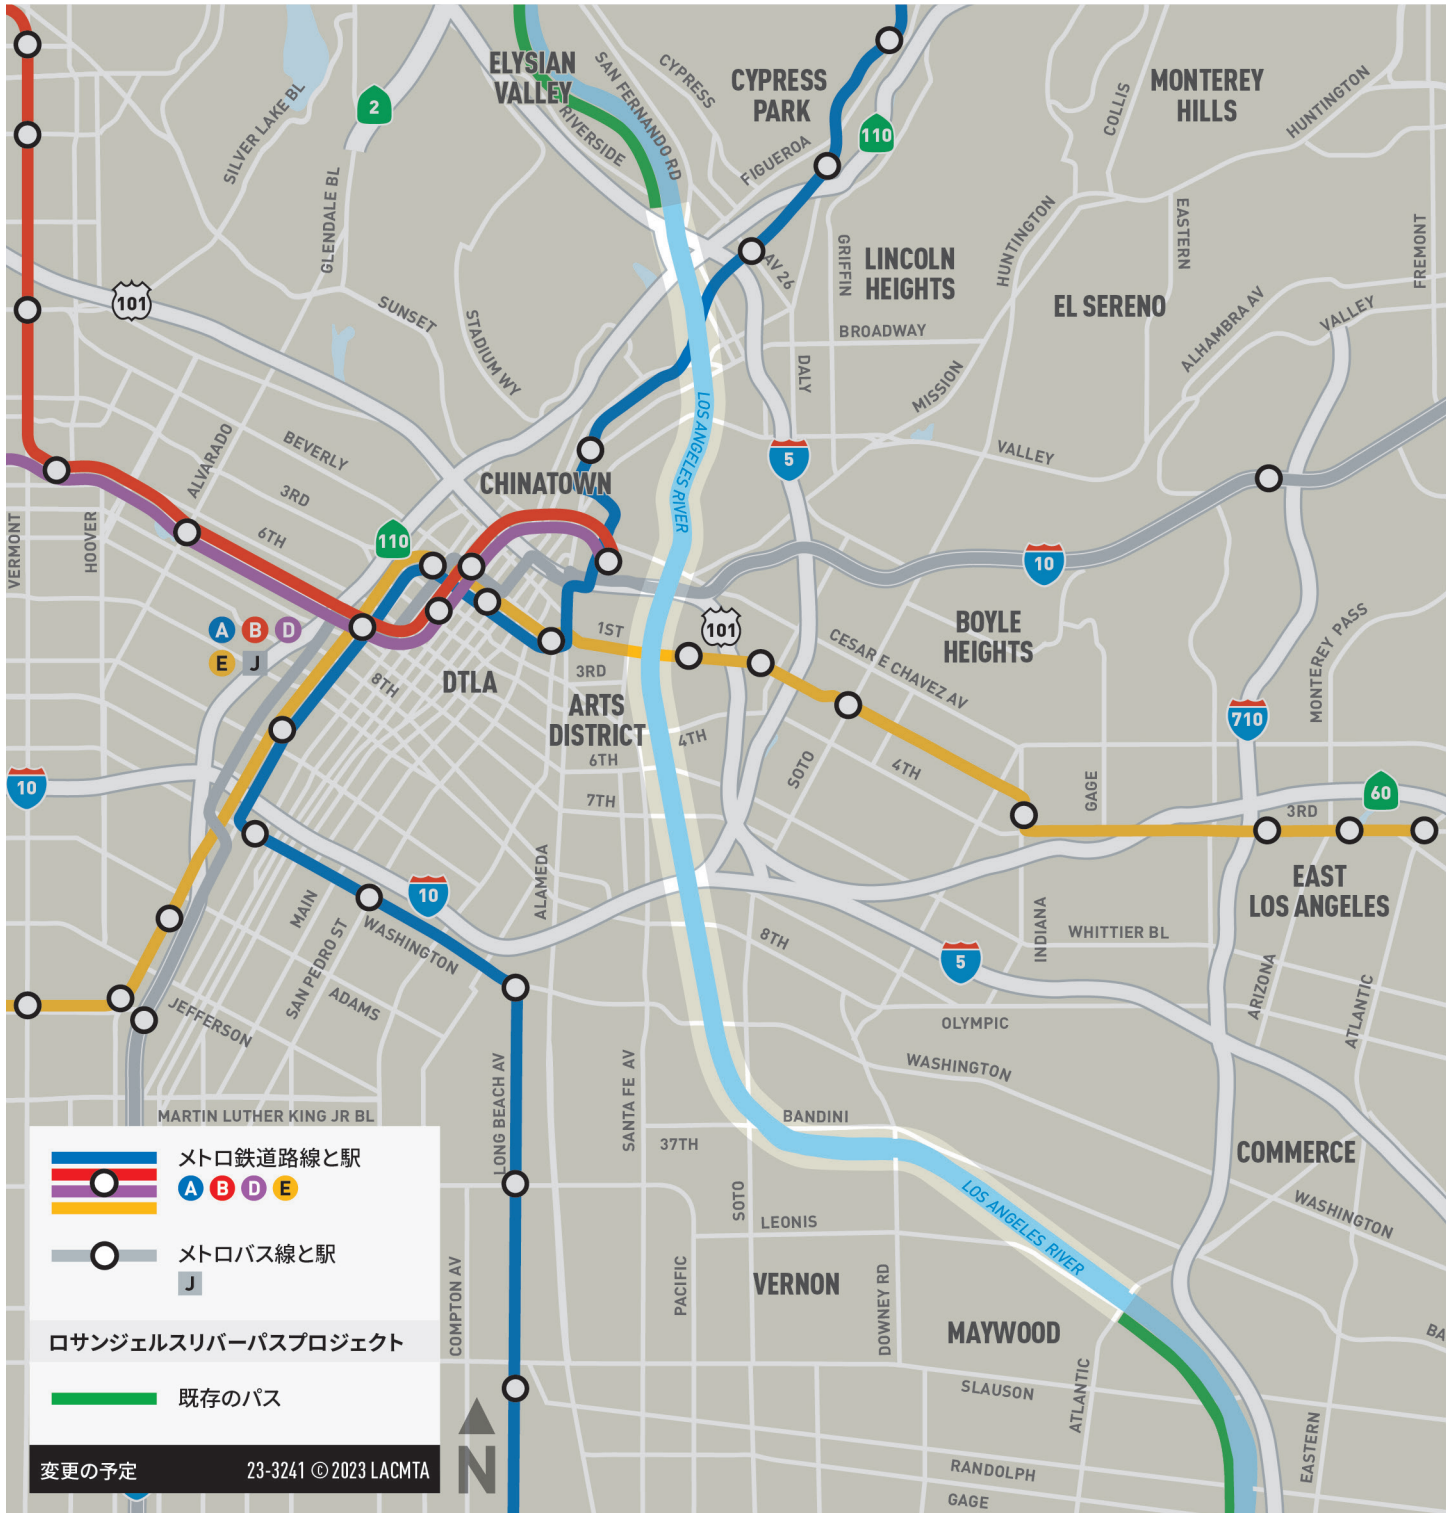 ELYSIAN
VALLEY
SAN FERNANDO RD
RIVERSIDE
CYPRESS
CYPRESS
PARK
FIGUEROA
110
MONTEREY
HILLS
COLLIS
HUNTINGTON
2
SILVER LAKE BL
GLENDALE BL
101
SUNSET
STADIUM WY
AV 26
GRIFFIN
LINCOLN
HEIGHTS
HUNTINGTON
EASTERN
FREMONT
EL SERENO
BROADWAY
ALHAMBRA AV
VALLEY
DALY
MISSION
LOS ANGELES RIVER
5
VALLEY
ALVARADO
BEVERLY
3RD
6TH
CHINATOWN
110
VERMONT
HOOVER
10
A
B
D
E
J
1ST
3RD
101
CESAR E CHAVEZ AV
BOYLE
HEIGHTS
MONTEREY PASS
8TH
DTLA
ARTS
DISTRICT
4TH
6TH
7TH
SOTO
4TH
GAGE
710
60
3RD
10
EAST
LOS ANGELES
ALAMEDA
10
MAIN
SAN PEDRO ST
WASHINGTON
ADAMS
JEFFERSON
8TH
INDIANA
WHITTIER BL
5
ARIZONA
ATLANTIC
OLYMPIC
WASHINGTON
LONG BEACH AV
SANTA FE AV
MARTIN LUTHER KING JR BL
37TH
BANDINI
COMMERCE
WASHINGTON
LOS ANGELES RIVER
SOTO
LEONIS
VERNON
PACIFIC
COMPTON AV
DOWNEY RD
MAYWOOD
ATLANTIC
SLAUSON
RANDOLPH
GAGE
EASTERN
BA
メトロ鉄道路線と駅
A B D E
メトロバス線と駅
J
ロサンジェルスリバーパスプロジェクト
既存のパス
変更の予定
23-3241 © 2023 LACMTA
N